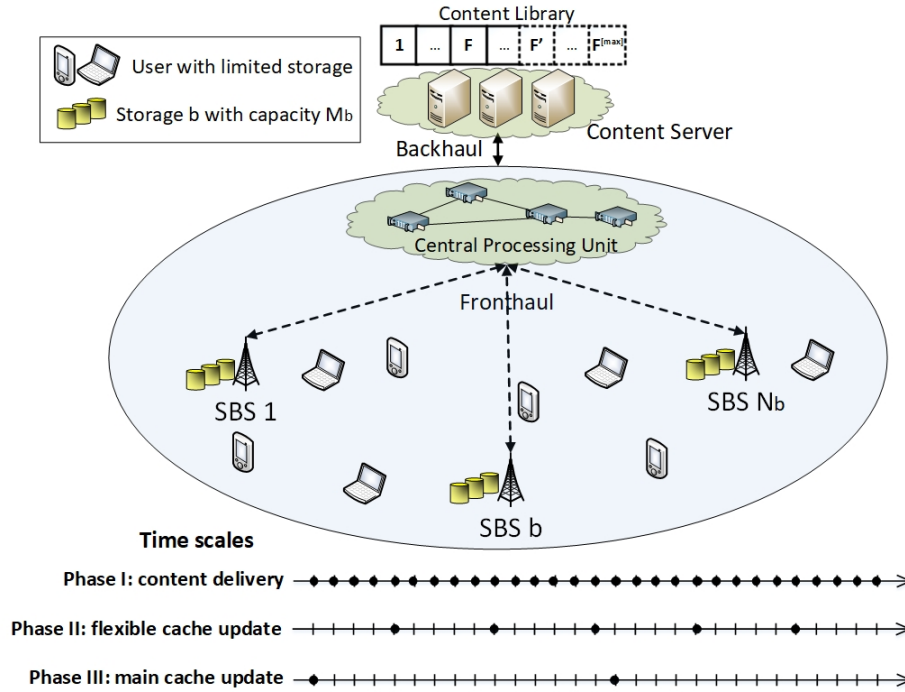 Content Library
1 ... F ... F' ... F[max]
User with limited storage
Storage b with capacity Mb
Content Server
Backhaul
Central Processing Unit
Fronthaul
SBS 1
SBS Nb
SBS b
Time scales
Phase I: content delivery
Phase II: flexible cache update
Phase III: main cache update